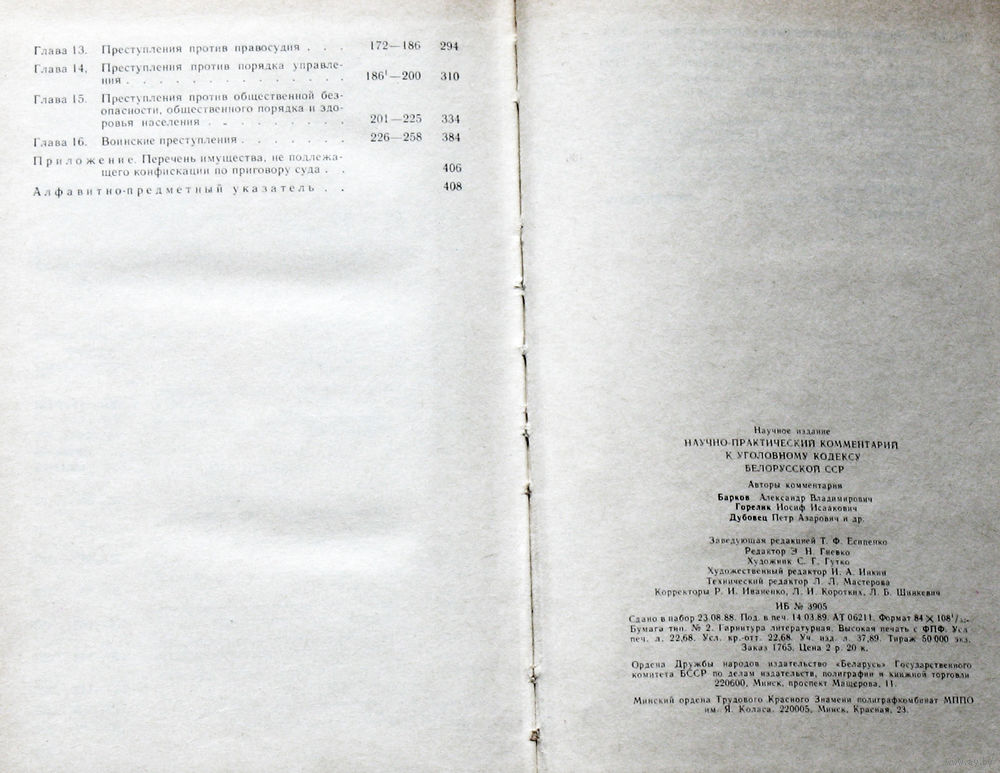 Глава 13. Преступления против правосудия . . . 172—186 294
Глава 14. Преступления против порядка управле-
ния . . . . . . . . . . . . . . . 186¹—200 310
Глава 15. Преступления против общественной без-
опасности, общественного порядка и здо-
ровья населения . . . . . . . . 201—225 334
Глава 16. Воинские преступления . . . . . . . 226—258 384
Приложение. Перечень имущества, не подлежа-
щего конфискации по приговору суда . . 406
Алфавитно-предметный указатель . . 408
Научное издание
НАУЧНО-ПРАКТИЧЕСКИЙ КОММЕНТАРИЙ
К УГОЛОВНОМУ КОДЕКСУ
БЕЛОРУССКОЙ ССР
Авторы комментария
Барков Александр Владимирович
Горелик Иосиф Исаакович
Дубовец Петр Азарович и др.
Заведующая редакцией Т. Ф. Есипенко
Редактор Э. Н. Гневко
Художник С. Г. Гутко
Художественный редактор И. А.
Технический редактор Л. Л. Мастерова
Корректоры Р. И. Иваненко, Л. И. Коротких, Л. Б. Шинкевич
ИБ № 3905
Сдано в набор 23.08.88. Под. в печ. 14.03.89. АТ 06211. Формат 84×108¹/₃₂.
Бумага тип. № 2. Гарнитура литературная. Высокая печать с ФПФ. Усл.
печ. л. 22,68. Усл. кр.-отт. 22,68. Уч. изд. л. 37,89. Тираж 50 000 экз.
Заказ 1765. Цена 2 р. 20 к.
Ордена Дружбы народов издательство «Беларусь» Государственного
комитета БССР по делам издательств, полиграфии и книжной торговли
220600, Минск, проспект Машерова, 11.
Минский ордена Трудового Красного Знамени полиграфкомбинат МППО
им. Я. Коласа. 220005, Минск, Красная, 23.